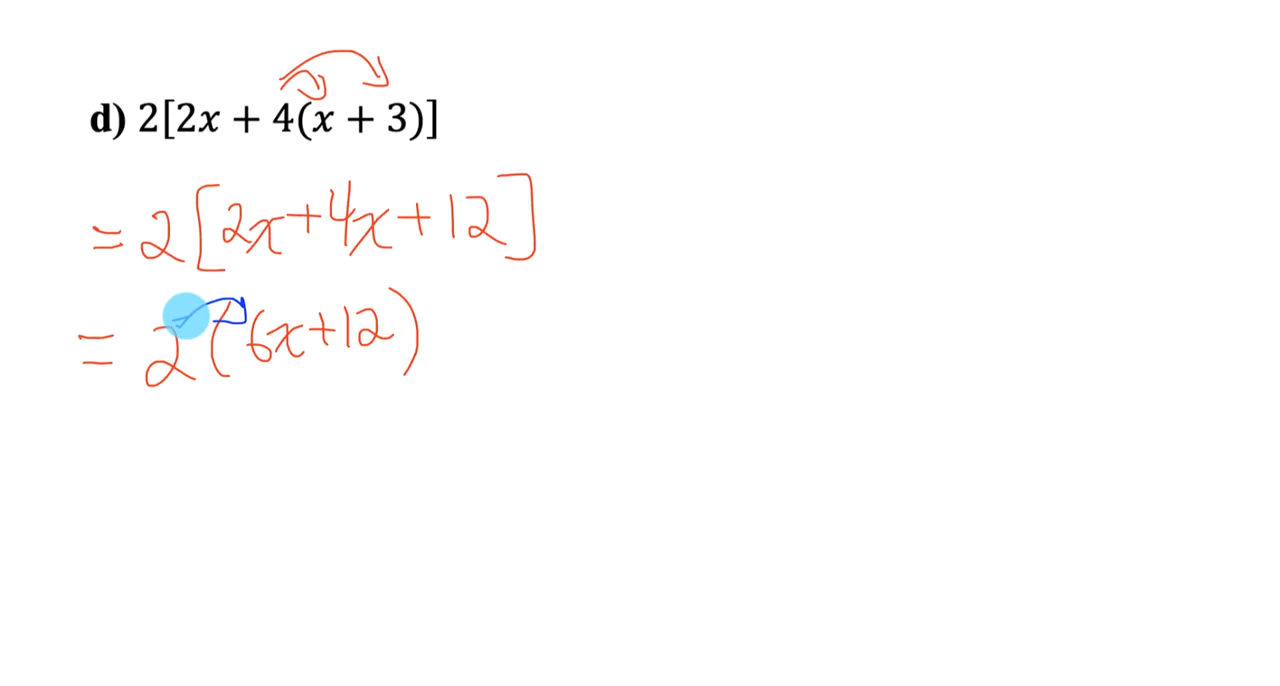 d) 2[2x + 4(x + 3)]
= 2[2x+4x+12]
= 2(6x+12)